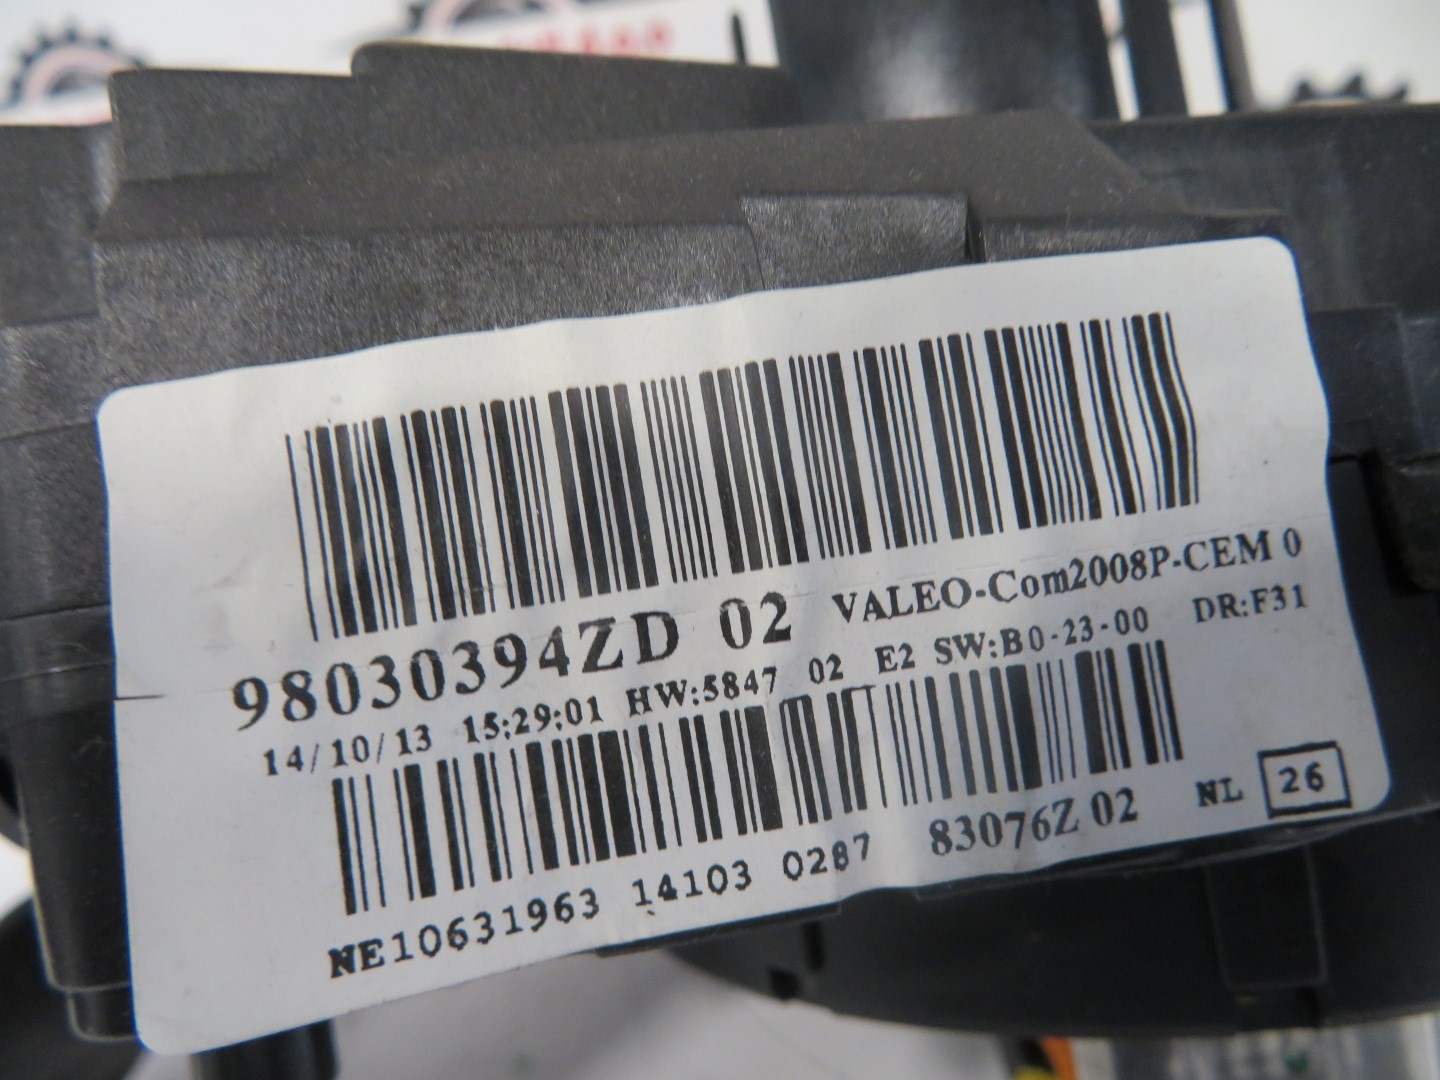 98030394ZD 02 VALEO-Com2008P-CEM 0
14/10/13 15:29:01 HW:5847 02 E2 SW:B0-23-00 DR:F31
NE10631963 14103 0287 83076Z 02 NL 26